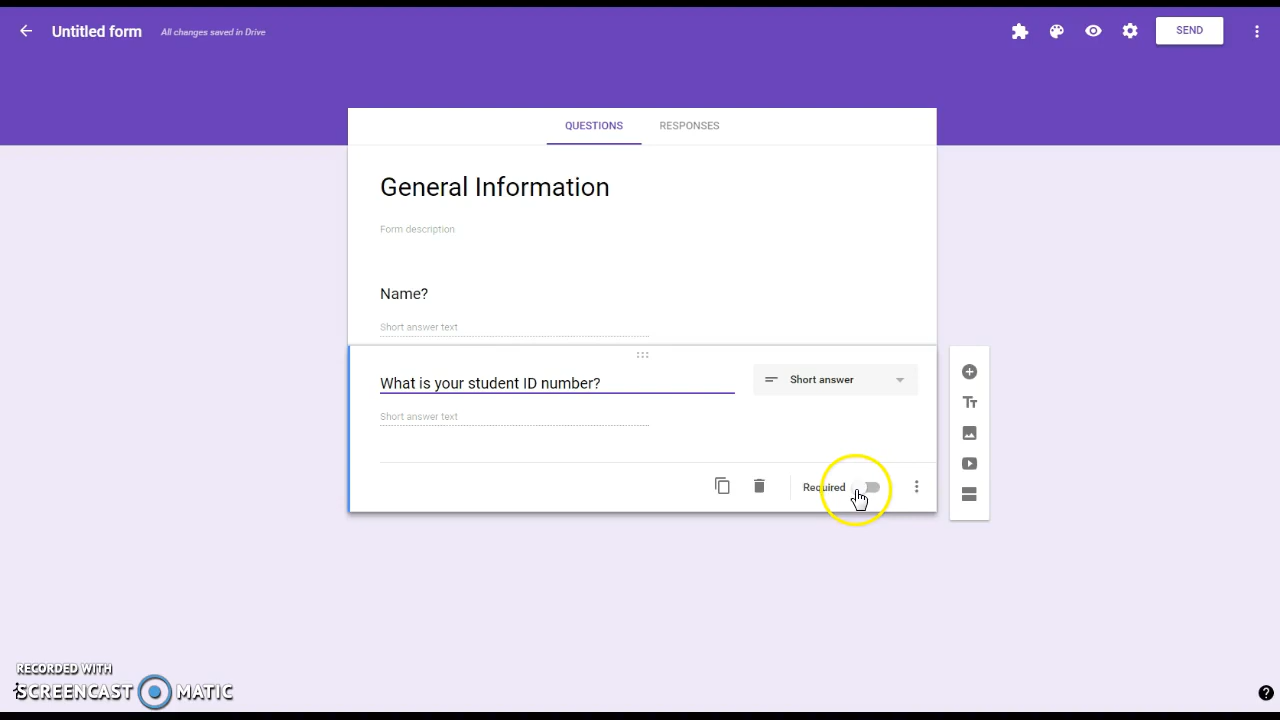 Untitled form
All changes saved in Drive
SEND
QUESTIONS
RESPONSES
General Information
Form description
Name?
Short answer text
What is your student ID number?
Short answer
Short answer text
Required
RECORDED WITH
SCREENCAST MATIC